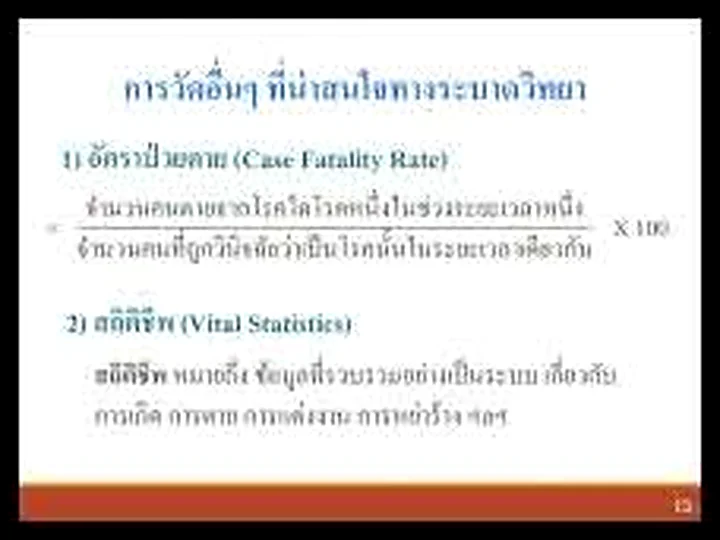 การวัดอื่นๆ ที่น่าสนใจทางระบาดวิทยา
1) อัตราป่วยตาย (Case Fatality Rate)
จำนวนคนตายจากโรคใดโรคหนึ่งในช่วงระยะเวลาหนึ่ง
= X 100
จำนวนคนที่ถูกวินิจฉัยว่าเป็นโรคนั้นในระยะเวลาเดียวกัน
2) สถิติชีพ (Vital Statistics)
สถิติชีพ หมายถึง ข้อมูลที่รวบรวมอย่างเป็นระบบ เกี่ยวกับ
การเกิด การตาย การแต่งงาน การหย่าร้าง ฯลฯ